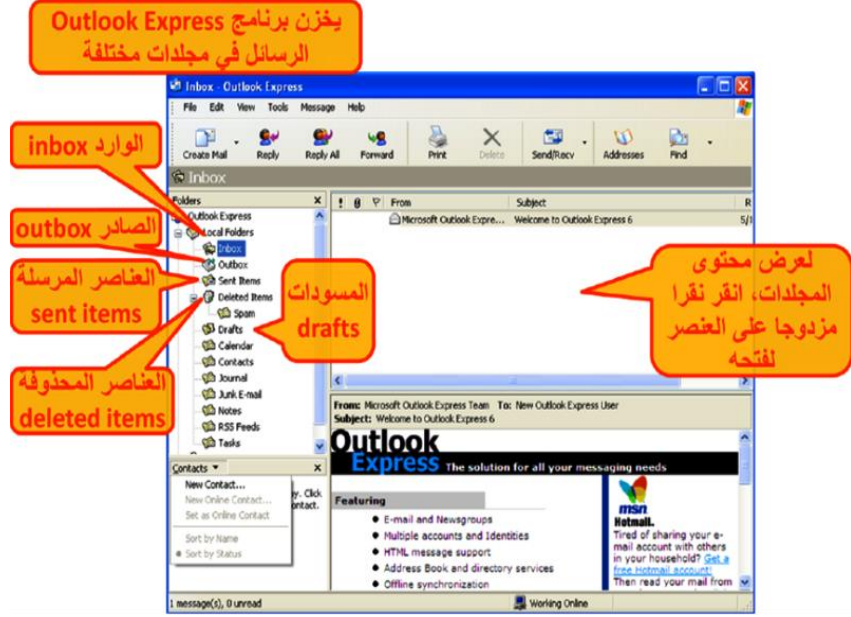 يخزن برنامج Outlook Express
الرسائل في مجلدات مختلفة
Inbox - Outlook Express
File Edit View Tools Message Help
Create Mail Reply Reply All Forward Print Delete Send/Recv Addresses Find
Inbox
الوارد inbox
الصادر outbox
العناصر المرسلة
sent items
العناصر المحذوفة
deleted items
المسودات
drafts
Folders
Outlook Express
Local Folders
Inbox
Outbox
Sent Items
Deleted Items
Spam
Drafts
Calendar
Contacts
Journal
Junk E-mail
Notes
RSS Feeds
Tasks
! From Subject R
Microsoft Outlook Expre... Welcome to Outlook Express 6 5/1
لعرض محتوى
المجلدات، انقر نقرا
مزدوجا على العنصر
لفتحه
From: Microsoft Outlook Express Team To: New Outlook Express User
Subject: Welcome to Outlook Express 6
Outlook
Express The solution for all your messaging needs
Featuring
• E-mail and Newsgroups
• Multiple accounts and Identities
• HTML message support
• Address Book and directory services
• Offline synchronization
msn
Hotmail.
Tired of sharing your e-
mail account with others
in your household? Get a
free Hotmail account!
Then read your mail from
Contacts
New Contact...
New Online Contact...
Set as Online Contact
Sort by Name
Sort by Status
y. Click
ontact.
1 message(s), 0 unread Working Online